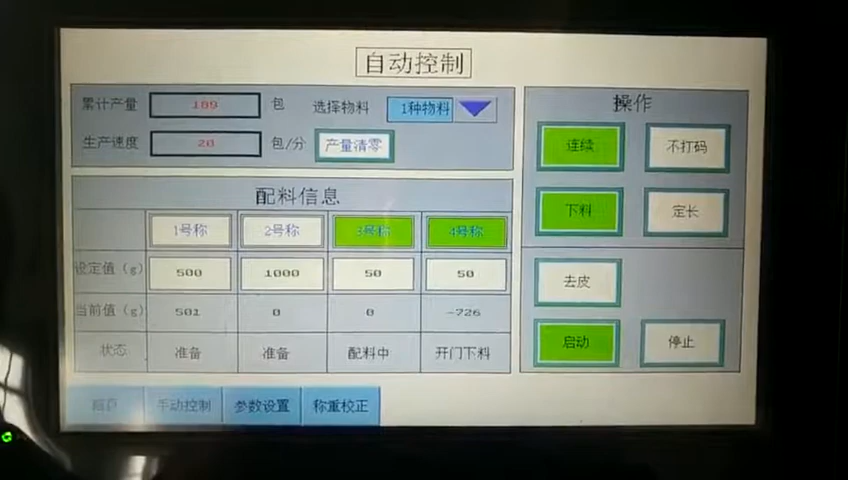 自动控制
累计产量 189 包 选择物料 1种物料
生产速度 20 包/分 产量清零
配料信息
1号称 2号称 3号称 4号称
设定值（g） 500 1000 50 50
当前值（g） 501 0 0 -726
状态 准备 准备 配料中 开门下料
操作
连续 不打码
下料 定长
去皮
启动 停止
手动控制 参数设置 称重校正